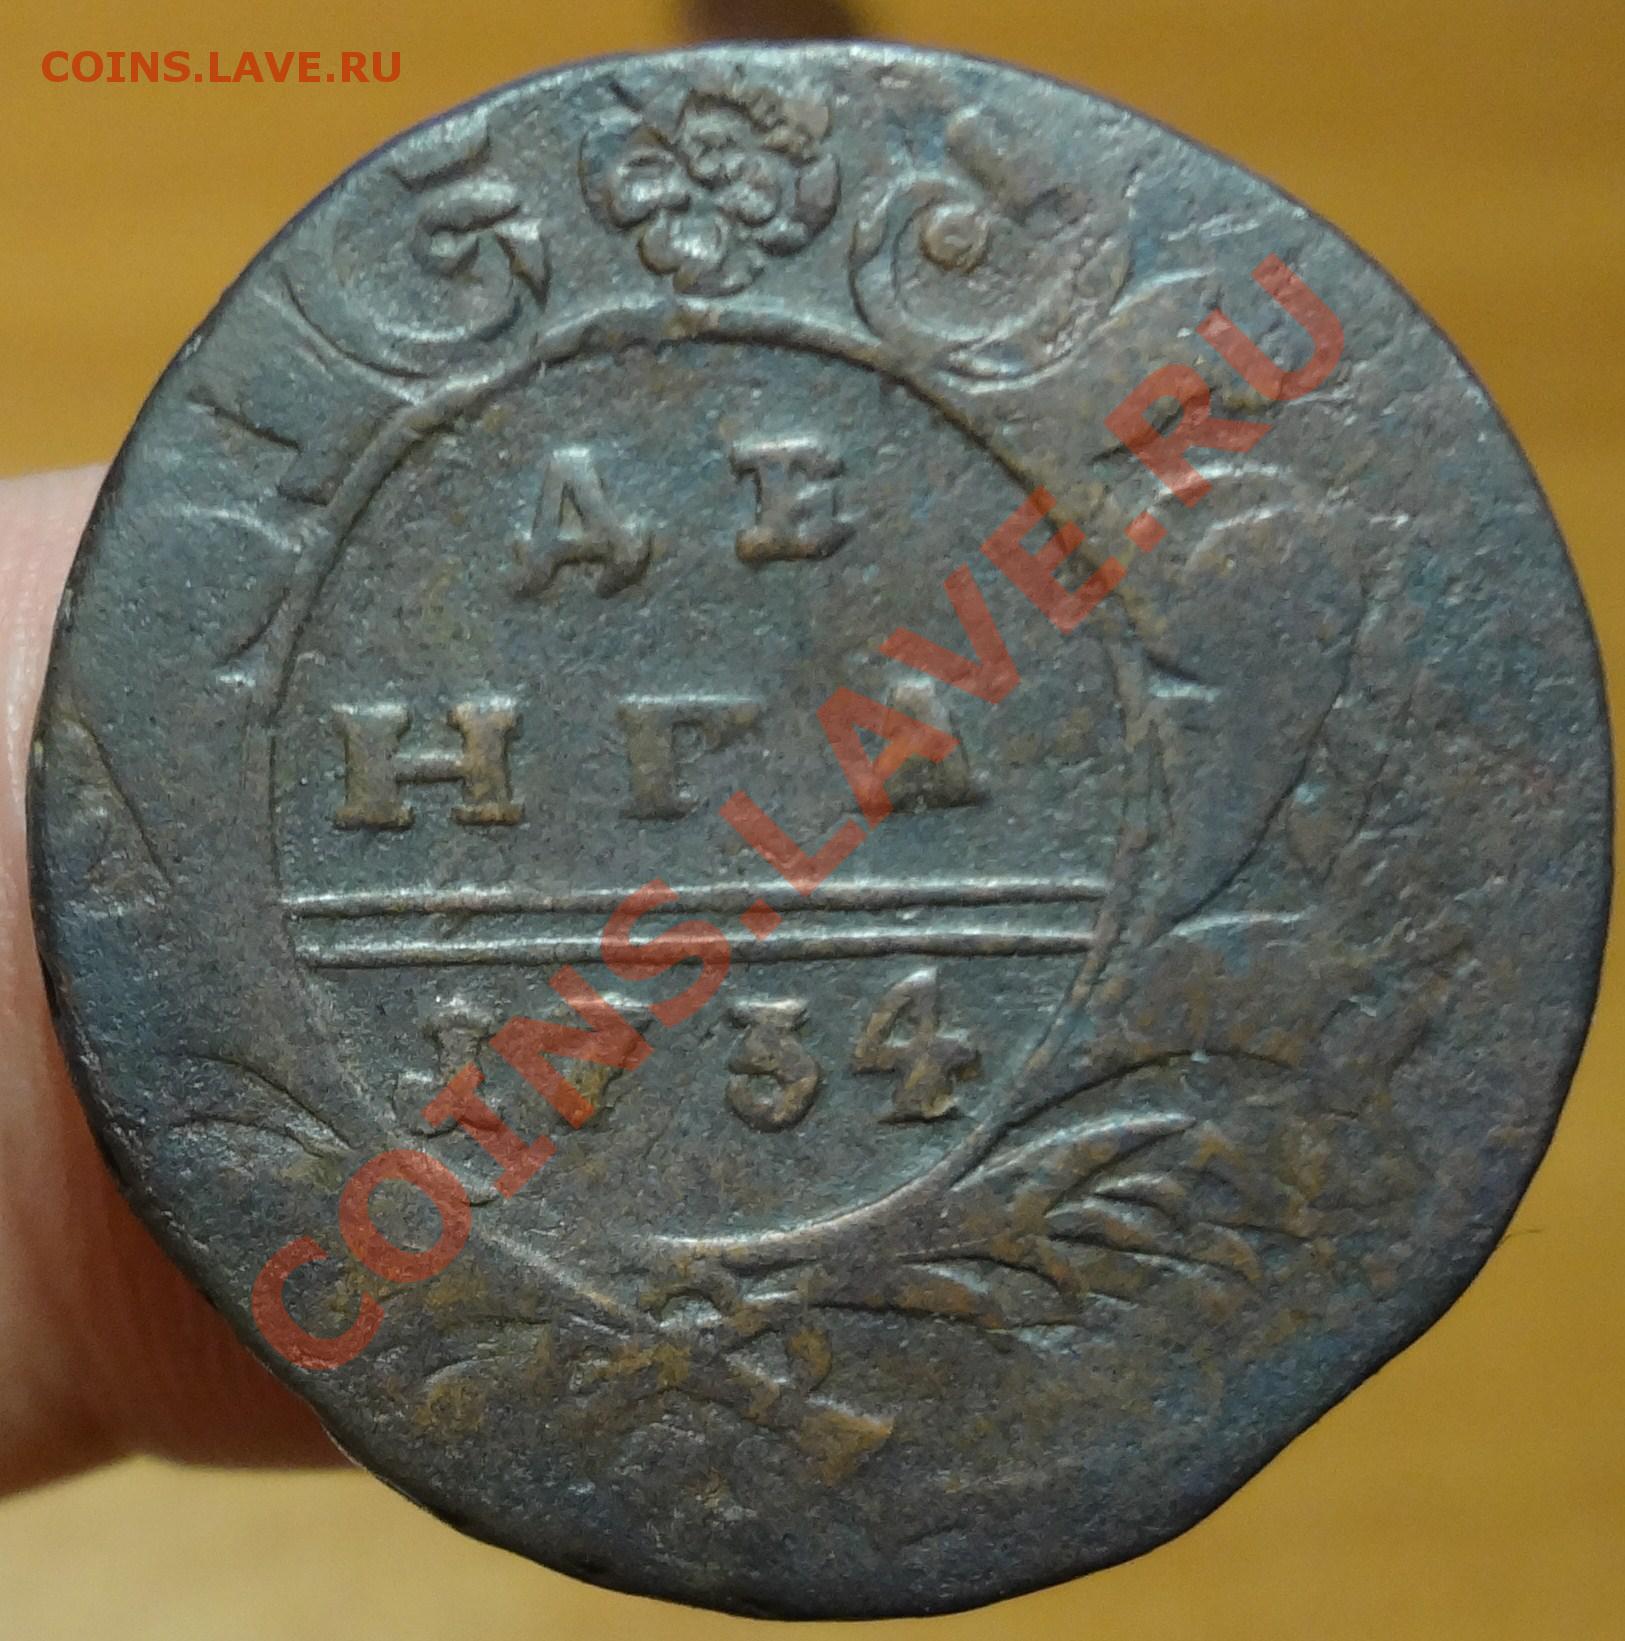 COINS.LAVE.RU
ДЕ
НГА
1734
COINS.LAVE.RU